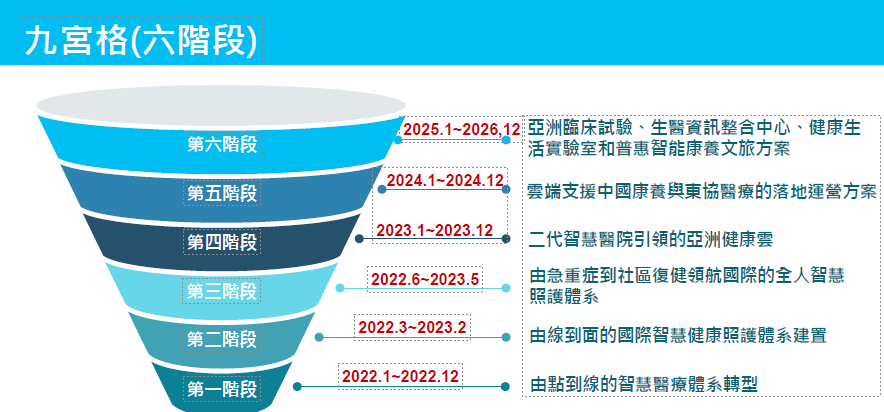 九宮格(六階段)
第六階段
2025.1~2026,12
亞洲臨床試驗、生醫資訊整合中心、健康生
活實驗室和普惠智能康養文旅方案
第五階段
2024.1~2024.12
雲端支援中國康養與東協醫療的落地運營方案
第四階段
2023.1~2023.12
二代智慧醫院引領的亞洲健康雲
第三階段
2022.6~2023.5
由急重症到社區復健領航國際的全人智慧
照護體系
第二階段
2022.3~2023.2
由線到面的國際智慧健康照護體系建置
第一階段
2022.1~2022.12
由點到線的智慧醫療體系轉型